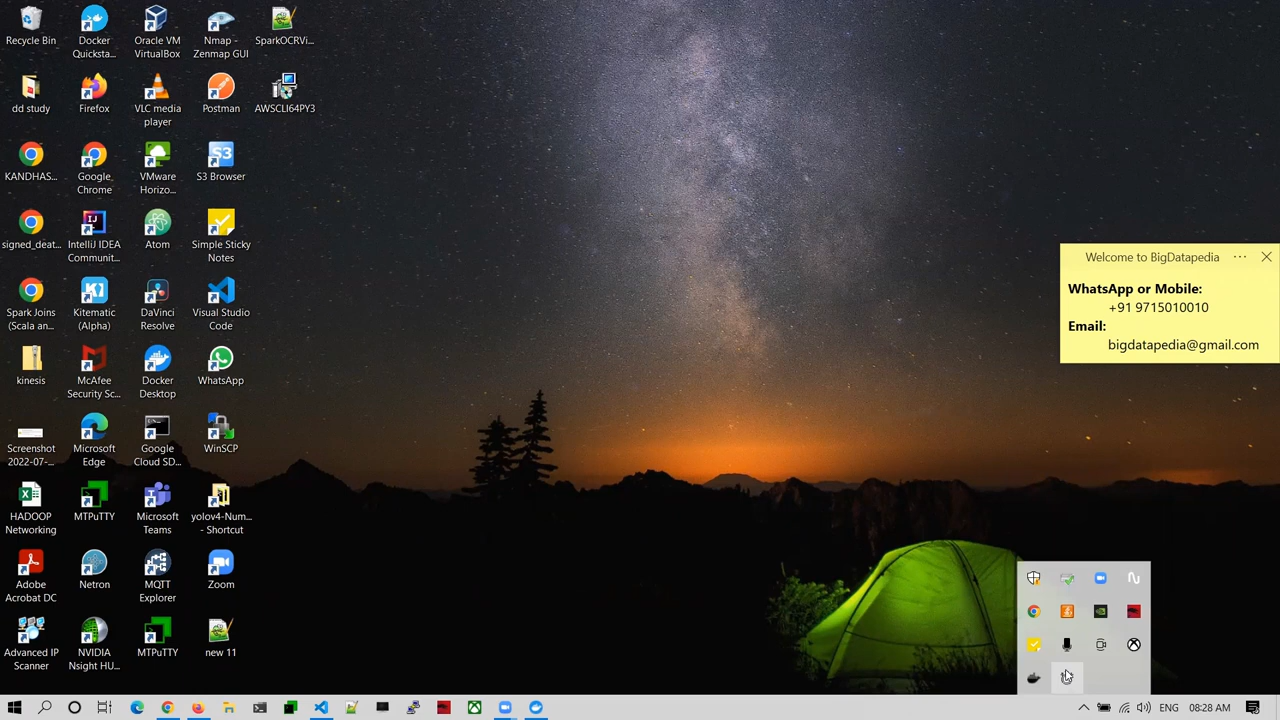 Recycle Bin
Docker
Quicksta...
Oracle VM
VirtualBox
Nmap -
Zenmap GUI
SparkOCRVi...
dd study
Firefox
VLC media
player
Postman
AWSCLI64PY3
KANDHAS...
Google
Chrome
VMware
Horizo...
S3 Browser
signed_deat...
IntelliJ IDEA
Communit...
Atom
Simple Sticky
Notes
Spark Joins
(Scala an...
Kitematic
(Alpha)
DaVinci
Resolve
Visual Studio
Code
kinesis
McAfee
Security Sc...
Docker
Desktop
WhatsApp
Screenshot
2022-07-...
Microsoft
Edge
Google
Cloud SD...
WinSCP
HADOOP
Networking
MTPuTTY
Microsoft
Teams
yolov4-Num...
- Shortcut
Adobe
Acrobat DC
Netron
MQTT
Explorer
Zoom
Advanced IP
Scanner
NVIDIA
Nsight HU...
MTPuTTY
new 11
Welcome to BigDatapedia
WhatsApp or Mobile:
+91 9715010010
Email:
bigdatapedia@gmail.com
ENG
08:28 AM